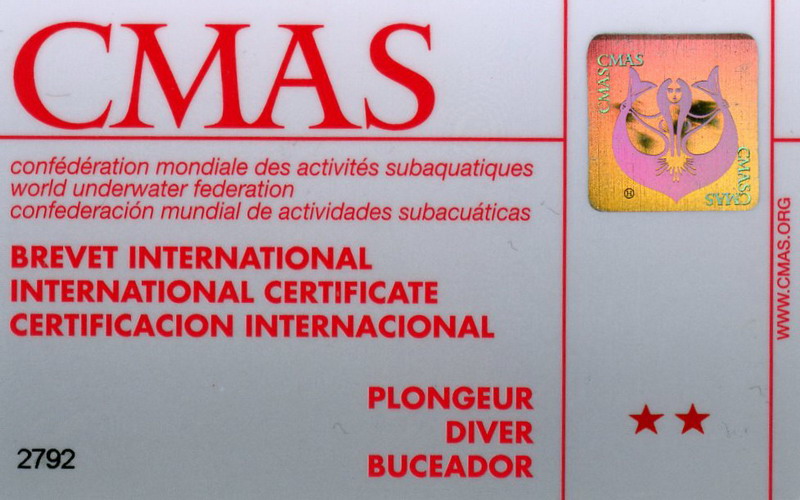 CMAS
confédération mondiale des activités subaquatiques
world underwater federation
confederación mundial de actividades subacuáticas
BREVET INTERNATIONAL
INTERNATIONAL CERTIFICATE
CERTIFICACION INTERNACIONAL
PLONGEUR
DIVER
BUCEADOR
2792
CMAS
CMAS
CMAS
CMAS
WWW.CMAS.ORG